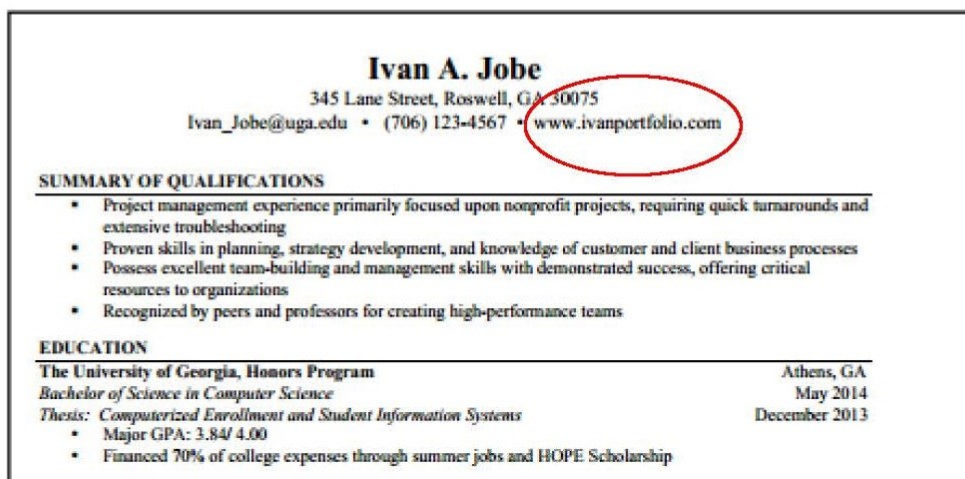 Ivan A. Jobe
345 Lane Street, Roswell, GA 30075
Ivan_Jobe@uga.edu • (706) 123-4567 • www.ivanportfolio.com
SUMMARY OF QUALIFICATIONS
• Project management experience primarily focused upon nonprofit projects, requiring quick turnarounds and
extensive troubleshooting
• Proven skills in planning, strategy development, and knowledge of customer and client business processes
• Possess excellent team-building and management skills with demonstrated success, offering critical
resources to organizations
• Recognized by peers and professors for creating high-performance teams
EDUCATION
The University of Georgia, Honors Program Athens, GA
Bachelor of Science in Computer Science May 2014
Thesis: Computerized Enrollment and Student Information Systems December 2013
• Major GPA: 3.84/ 4.00
• Financed 70% of college expenses through summer jobs and HOPE Scholarship